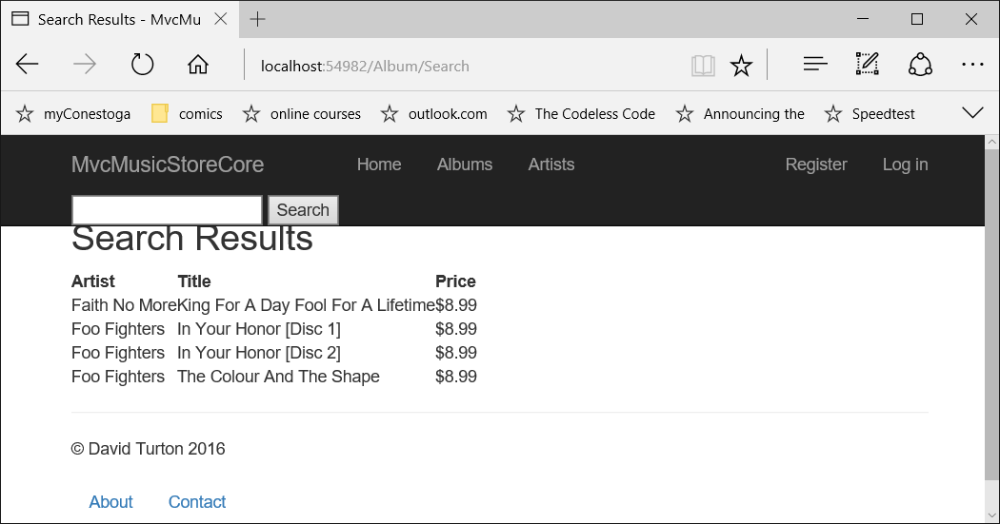 Search Results - MvcMu
localhost:54982/Album/Search
myConestoga comics online courses outlook.com The Codeless Code Announcing the Speedtest
MvcMusicStoreCore Home Albums Artists Register Log in
Search
Search Results
Artist Title Price
Faith No More King For A Day Fool For A Lifetime $8.99
Foo Fighters In Your Honor [Disc 1] $8.99
Foo Fighters In Your Honor [Disc 2] $8.99
Foo Fighters The Colour And The Shape $8.99
© David Turton 2016
About Contact